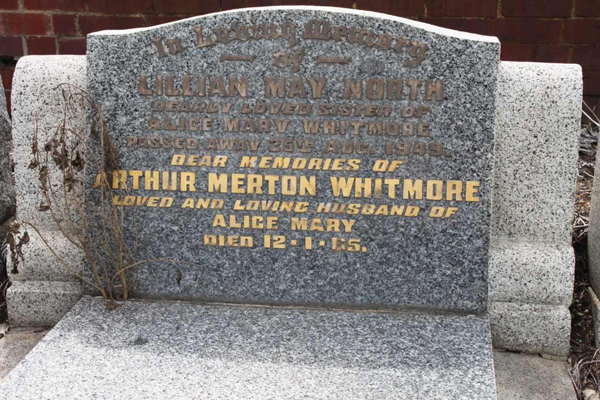 In Loving Memory
OF
LILLIAN MAY NORTH
DEARLY LOVED SISTER OF
ALICE MARY WHITMORE
PASSED AWAY 25TH AUG. 1949.
DEAR MEMORIES OF
ARTHUR MERTON WHITMORE
LOVED AND LOVING HUSBAND OF
ALICE MARY
DIED 12·1·65.